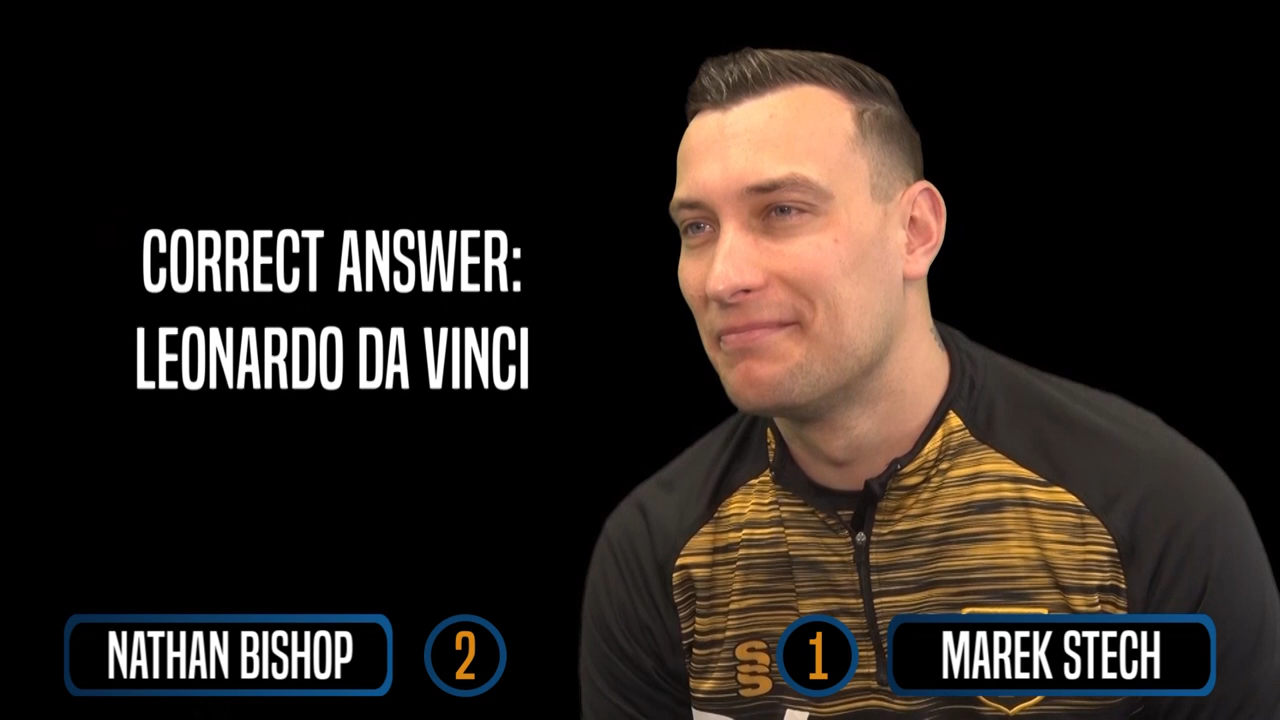 CORRECT ANSWER:
LEONARDO DA VINCI
NATHAN BISHOP 2 1 MAREK STECH